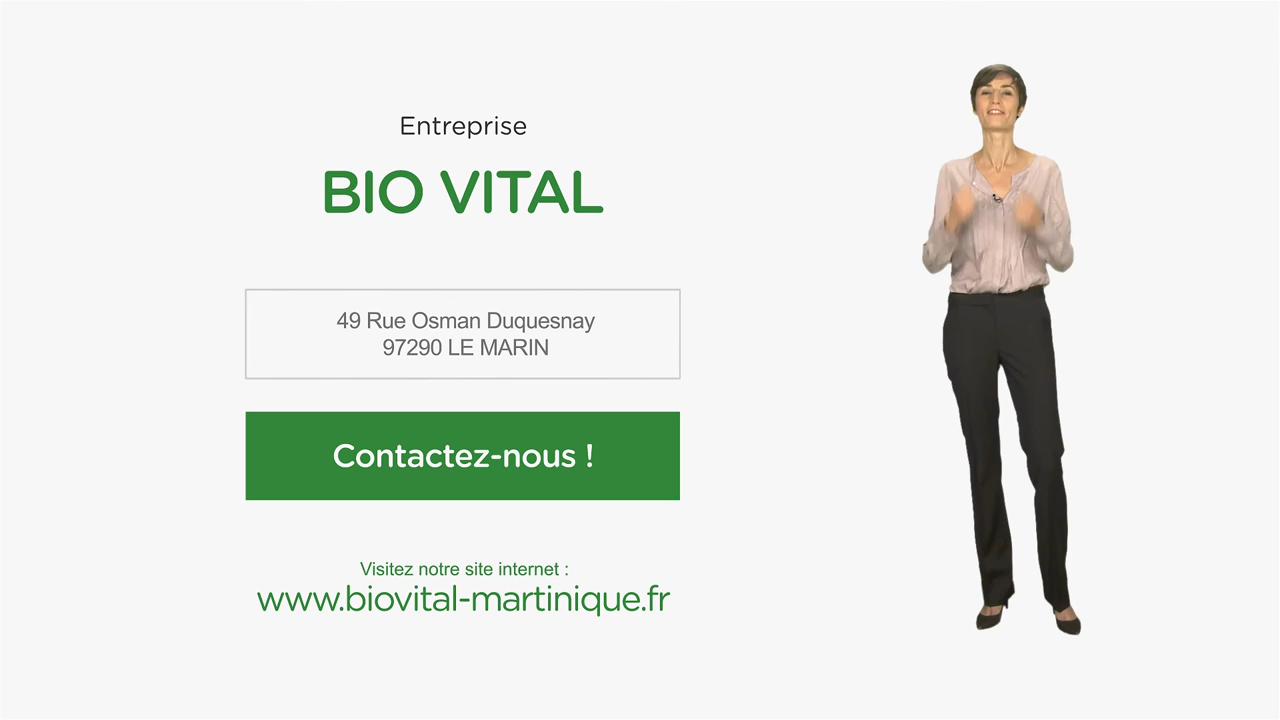 Entreprise
BIO VITAL
49 Rue Osman Duquesnay
97290 LE MARIN
Contactez-nous !
Visitez notre site internet :
www.biovital-martinique.fr